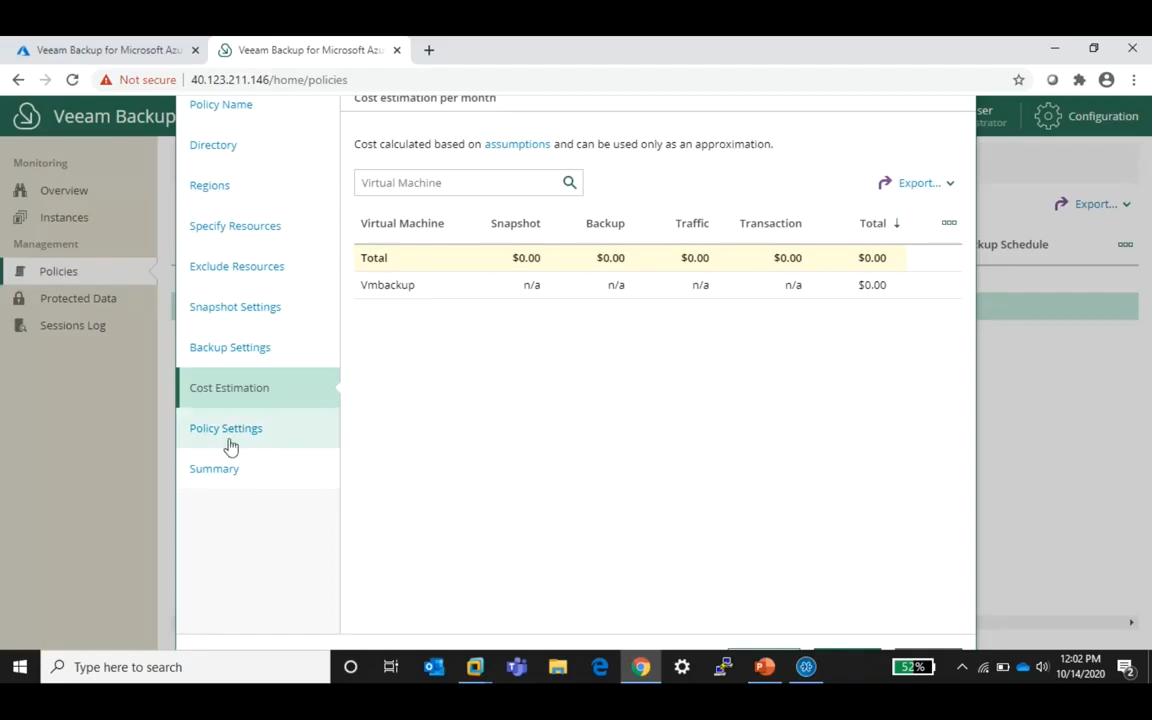 Veeam Backup for Microsoft Azu
Veeam Backup for Microsoft Azu
Not secure
40.123.211.146/home/policies
Veeam Backup
ser
strator
Configuration
Monitoring
Overview
Instances
Management
Policies
Protected Data
Sessions Log
Policy Name
Directory
Regions
Specify Resources
Exclude Resources
Snapshot Settings
Backup Settings
Cost Estimation
Policy Settings
Summary
Cost estimation per month
Cost calculated based on assumptions and can be used only as an approximation.
Virtual Machine
Export...
Virtual Machine Snapshot Backup Traffic Transaction Total ↓
Total $0.00 $0.00 $0.00 $0.00 $0.00
Vmbackup n/a n/a n/a n/a $0.00
Export...
kup Schedule
Type here to search
52%
12:02 PM
10/14/2020
2